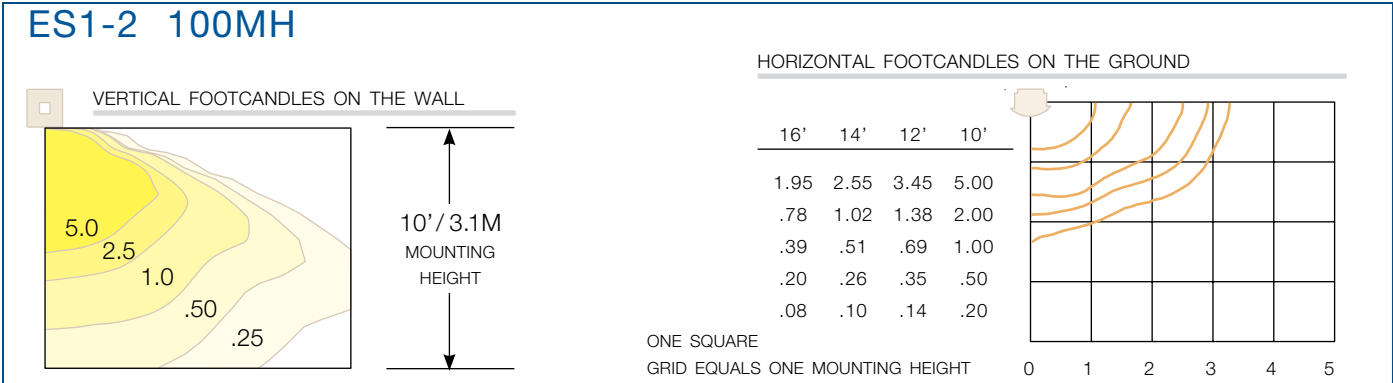 ES1-2 100MH
VERTICAL FOOTCANDLES ON THE WALL
5.0
2.5
1.0
.50
.25
10’/ 3.1M
MOUNTING
HEIGHT
HORIZONTAL FOOTCANDLES ON THE GROUND
16’ 14’ 12’ 10’
1.95 2.55 3.45 5.00
.78 1.02 1.38 2.00
.39 .51 .69 1.00
.20 .26 .35 .50
.08 .10 .14 .20
ONE SQUARE
GRID EQUALS ONE MOUNTING HEIGHT
0 1 2 3 4 5